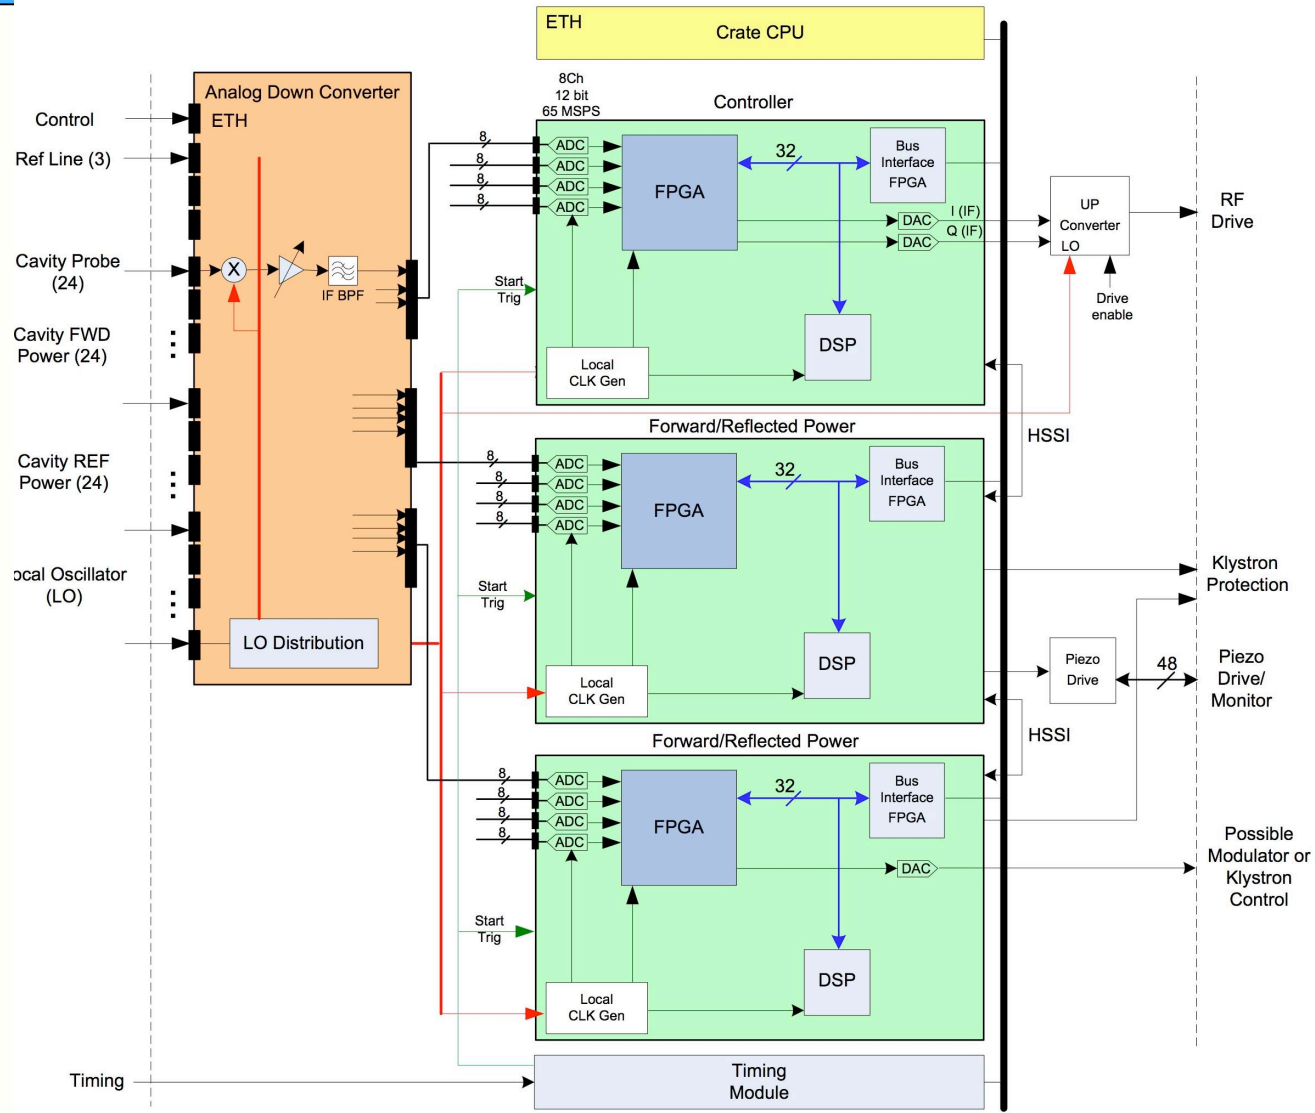 ETH
Crate CPU
Analog Down Converter
ETH
8Ch
12 bit
65 MSPS
Controller
Control
Ref Line (3)
Cavity Probe
(24)
Cavity FWD
Power (24)
Cavity REF
Power (24)
ocal Oscillator
(LO)
X
IF BPF
LO Distribution
8
8
8
8
ADC
ADC
ADC
ADC
FPGA
32
Bus
Interface
FPGA
DAC
DAC
I (IF)
Q (IF)
UP
Converter
LO
RF
Drive
Drive
enable
Start
Trig
Local
CLK Gen
DSP
HSSI
Forward/Reflected Power
8
8
8
8
ADC
ADC
ADC
ADC
FPGA
32
Bus
Interface
FPGA
Start
Trig
Local
CLK Gen
DSP
Klystron
Protection
Piezo
Drive
48
Piezo
Drive/
Monitor
HSSI
Forward/Reflected Power
8
8
8
8
ADC
ADC
ADC
ADC
FPGA
32
Bus
Interface
FPGA
DAC
Possible
Modulator or
Klystron
Control
Start
Trig
Local
CLK Gen
DSP
Timing
Timing
Module